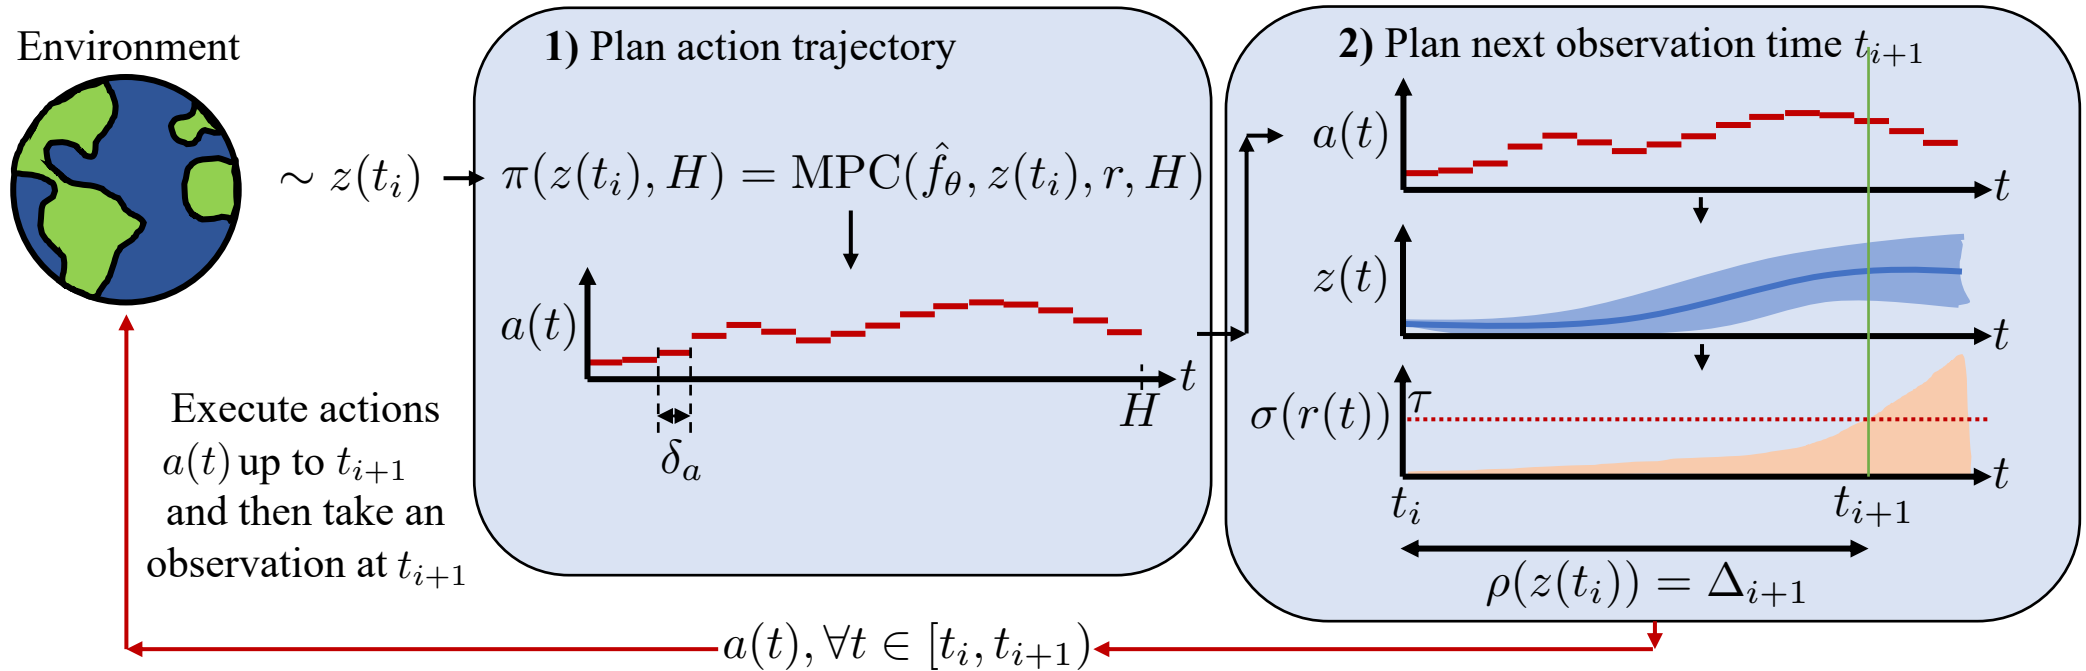 Environment
∼ z(t_i)
1) Plan action trajectory
π(z(t_i), H) = MPC(f̂_θ, z(t_i), r, H)
a(t)
t
H
δ_a
2) Plan next observation time t_{i+1}
a(t)
t
z(t)
t
σ(r(t))
τ
t
t_i
t_{i+1}
ρ(z(t_i)) = Δ_{i+1}
Execute actions
a(t) up to t_{i+1}
and then take an
observation at t_{i+1}
a(t), ∀t ∈ [t_i, t_{i+1})